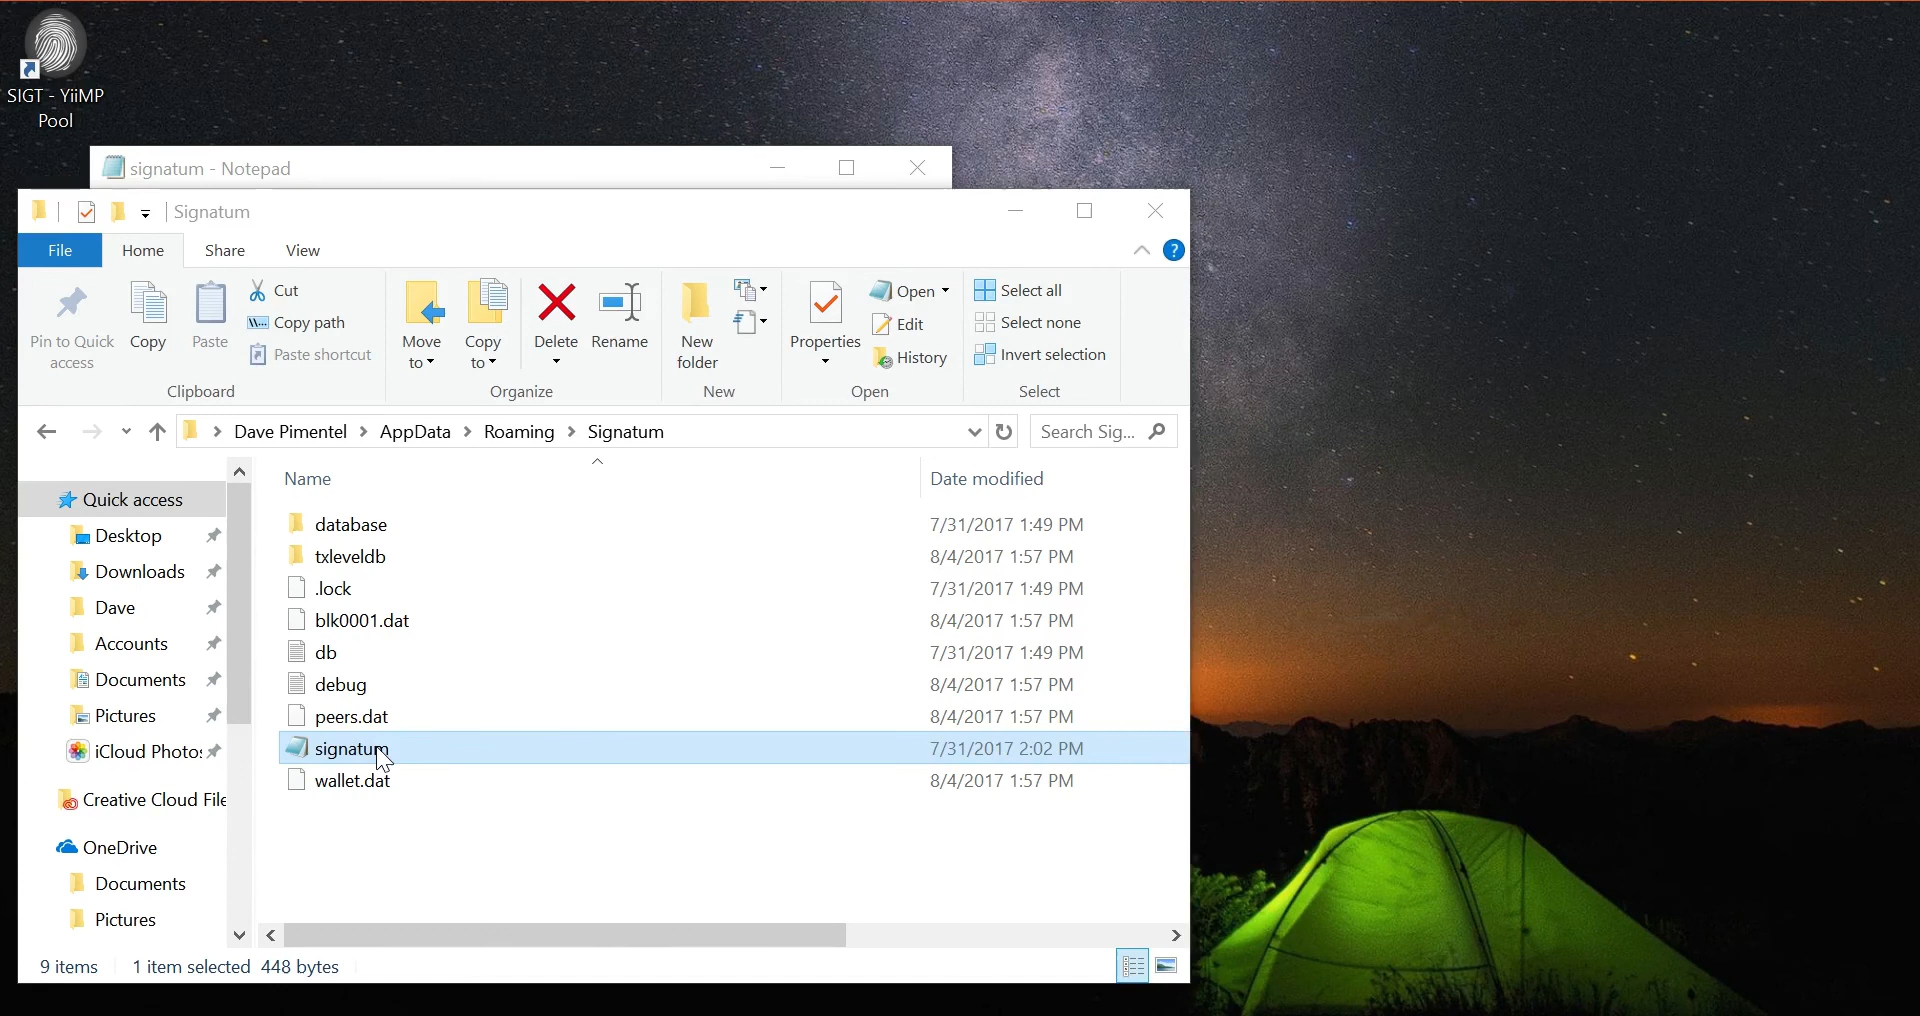 SIGT - YiiMP
Pool
signatum - Notepad
Signatum
File Home Share View
Pin to Quick
access
Copy
Paste
Cut
Copy path
Paste shortcut
Clipboard
Move
to
Copy
to
Delete
Rename
Organize
New
folder
New
Properties
Open
Edit
History
Open
Select all
Select none
Invert selection
Select
Dave Pimentel > AppData > Roaming > Signatum
Search Sig...
Quick access
Desktop
Downloads
Dave
Accounts
Documents
Pictures
iCloud Photo
Creative Cloud File
OneDrive
Documents
Pictures
Name Date modified
database 7/31/2017 1:49 PM
txleveldb 8/4/2017 1:57 PM
.lock 7/31/2017 1:49 PM
blk0001.dat 8/4/2017 1:57 PM
db 7/31/2017 1:49 PM
debug 8/4/2017 1:57 PM
peers.dat 8/4/2017 1:57 PM
signatum 7/31/2017 2:02 PM
wallet.dat 8/4/2017 1:57 PM
9 items 1 item selected 448 bytes